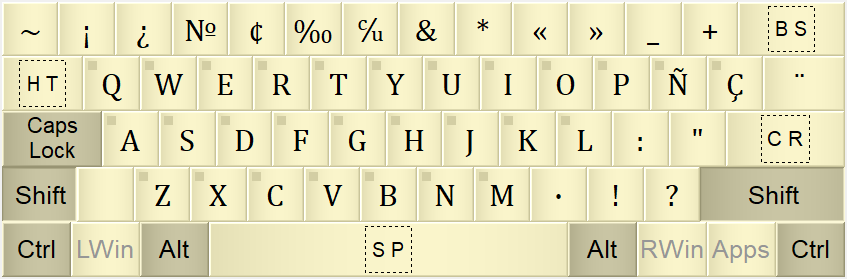 ~ ¡ ¿ № ¢ ‰ ℆ & * « » _ + BS
HT Q W E R T Y U I O P Ñ Ç ¨
Caps Lock A S D F G H J K L : " CR
Shift Z X C V B N M · ! ? Shift
Ctrl LWin Alt SP Alt RWin Apps Ctrl